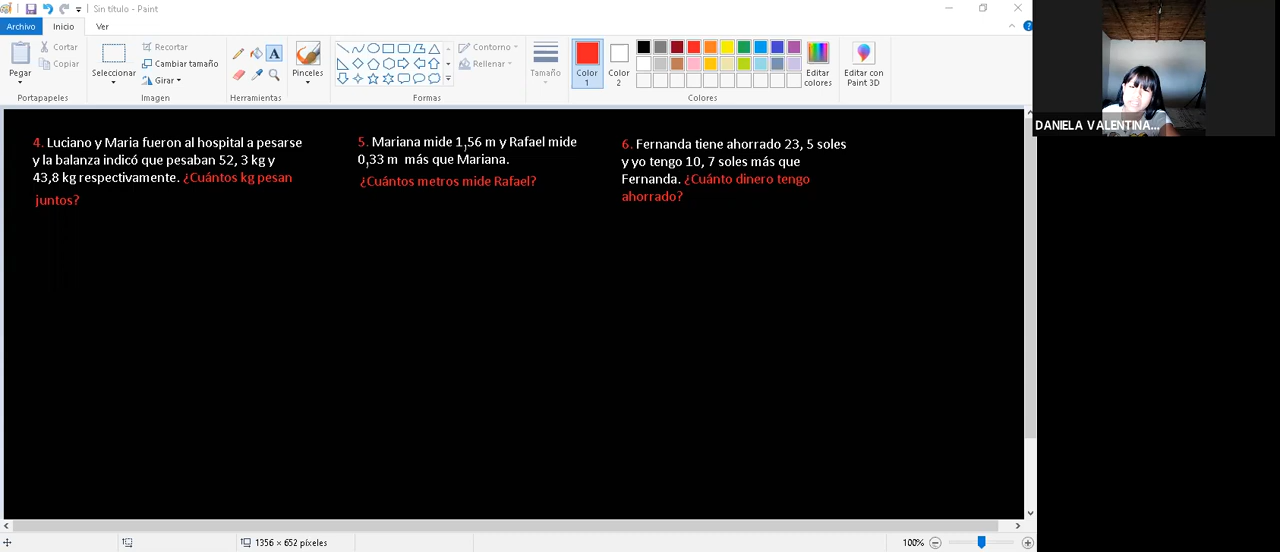 Sin título - Paint
Archivo
Inicio
Ver
Pegar
Cortar
Copiar
Portapapeles
Seleccionar
Recortar
Cambiar tamaño
Girar
Imagen
A
Herramientas
Pinceles
Contorno
Rellenar
Formas
Tamaño
Color 1
Color 2
Editar colores
Colores
Editar con Paint 3D
DANIELA VALENTINA...
4. Luciano y Maria fueron al hospital a pesarse
y la balanza indicó que pesaban 52, 3 kg y
43,8 kg respectivamente. ¿Cuántos kg pesan
juntos?
5. Mariana mide 1,56 m y Rafael mide
0,33 m más que Mariana.
¿Cuántos metros mide Rafael?
6. Fernanda tiene ahorrado 23, 5 soles
y yo tengo 10, 7 soles más que
Fernanda. ¿Cuánto dinero tengo
ahorrado?
1356 × 652 píxeles
100%